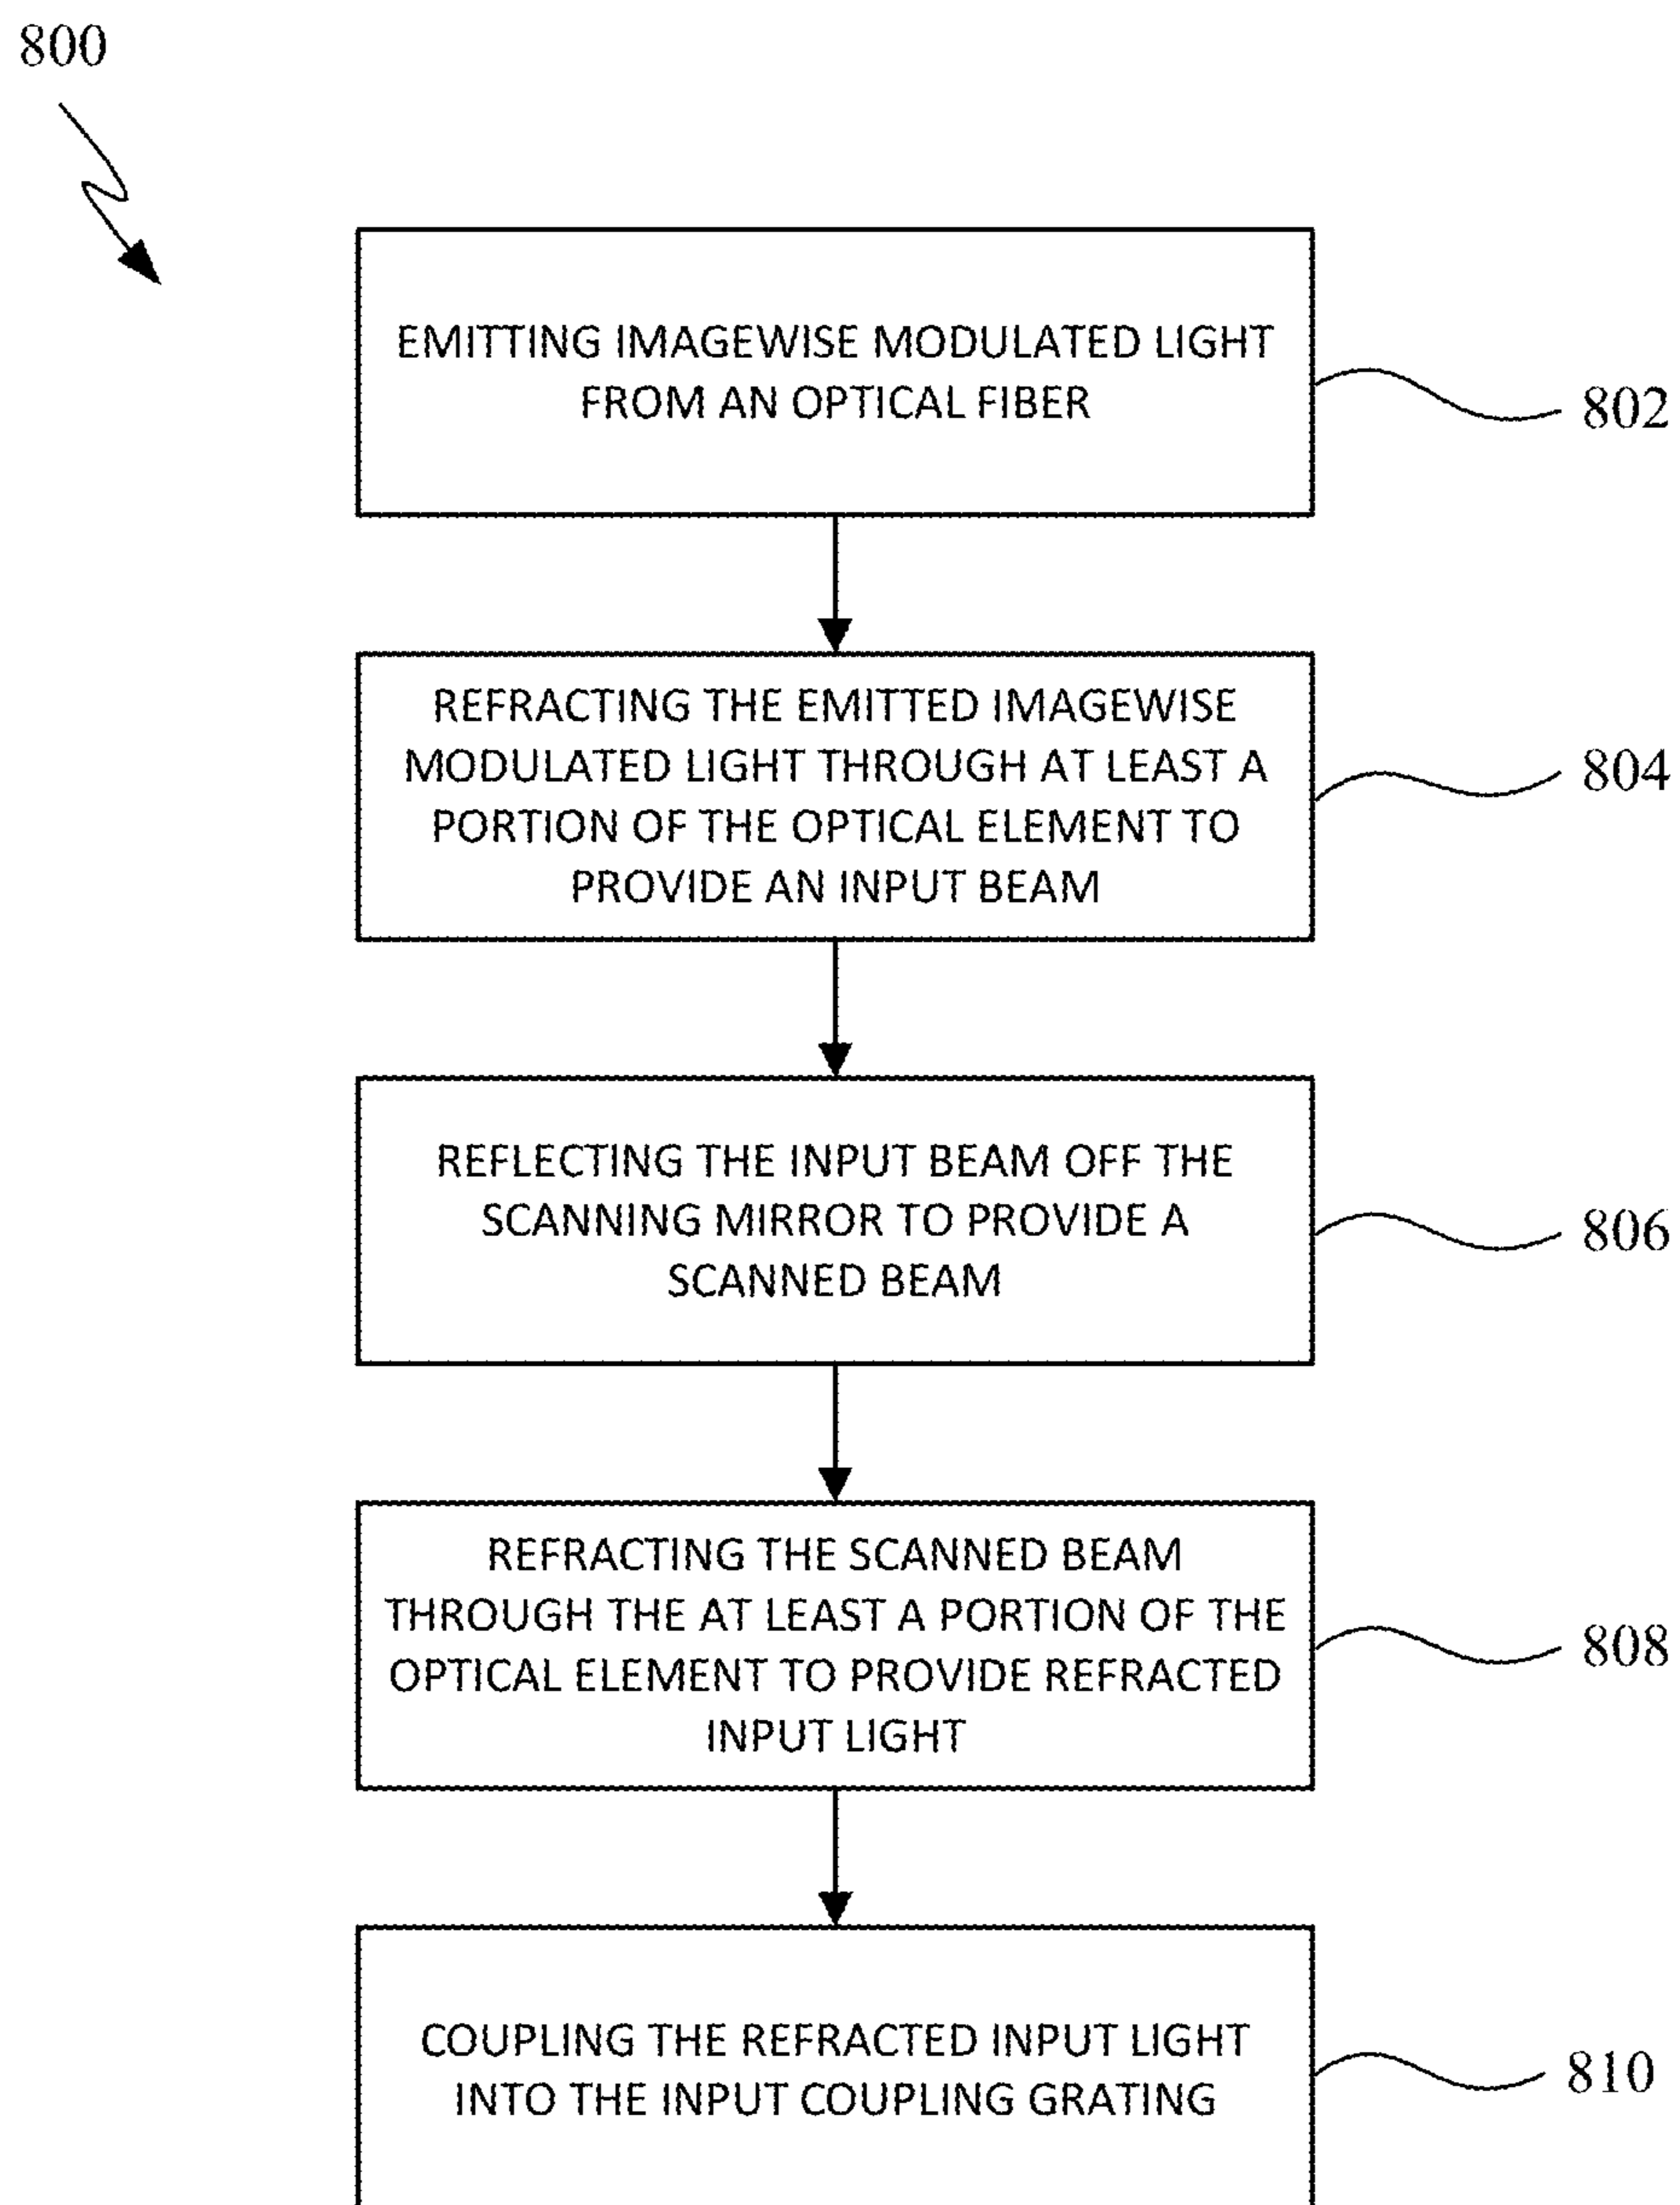 800
EMITTING IMAGEWISE MODULATED LIGHT
FROM AN OPTICAL FIBER
802
REFRACTING THE EMITTED IMAGEWISE
MODULATED LIGHT THROUGH AT LEAST A
PORTION OF THE OPTICAL ELEMENT TO
PROVIDE AN INPUT BEAM
804
REFLECTING THE INPUT BEAM OFF THE
SCANNING MIRROR TO PROVIDE A
SCANNED BEAM
806
REFRACTING THE SCANNED BEAM
THROUGH THE AT LEAST A PORTION OF THE
OPTICAL ELEMENT TO PROVIDE REFRACTED
INPUT LIGHT
808
COUPLING THE REFRACTED INPUT LIGHT
INTO THE INPUT COUPLING GRATING
810